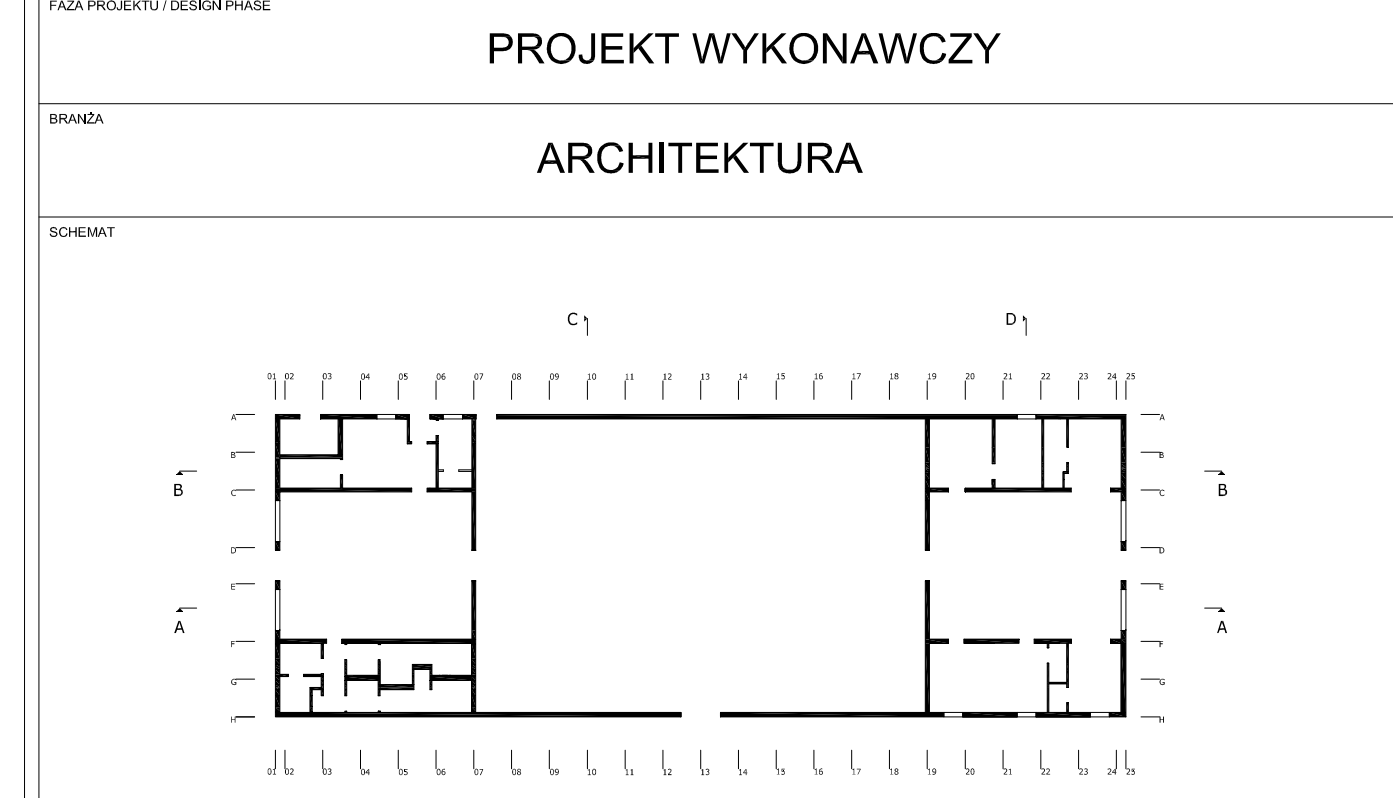 FAZA PROJEKTU / DESIGN PHASE
PROJEKT WYKONAWCZY
BRANŻA
ARCHITEKTURA
SCHEMAT
C D
01 02 03 04 05 06 07 08 09 10 11 12 13 14 15 16 17 18 19 20 21 22 23 24 25
A A
B B
B B
C C
D D
E E
A A
F F
G G
H H
01 02 03 04 05 06 07 08 09 10 11 12 13 14 15 16 17 18 19 20 21 22 23 24 25